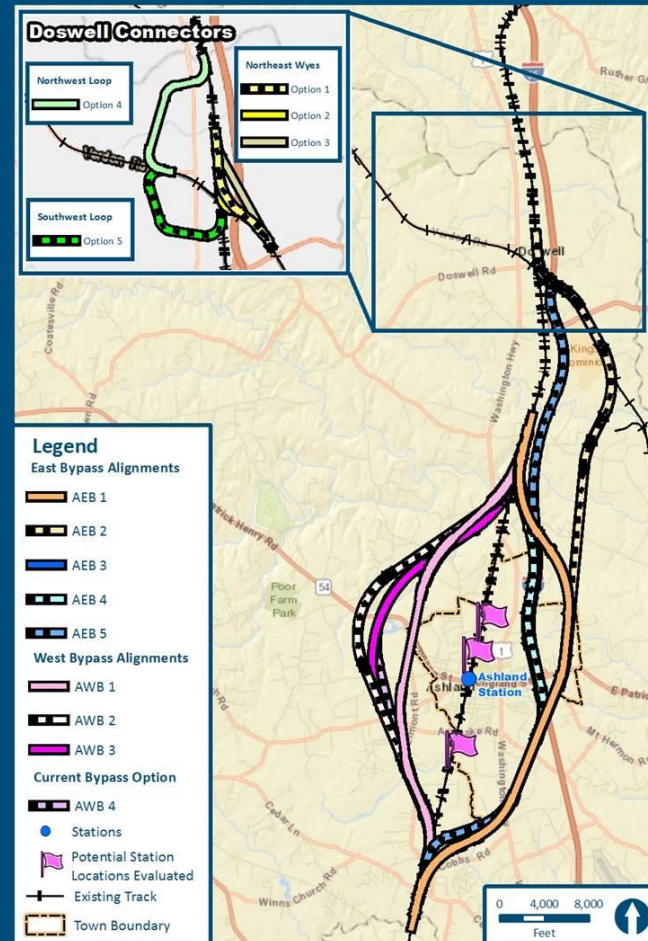 Doswell Connectors
Northwest Loop
Option 4
Northeast Wyes
Option 1
Option 2
Option 3
Southwest Loop
Option 5
Doswell
Doswell Rd
Coatesville Rd
Washington Hwy
Legend
East Bypass Alignments
AEB 1
AEB 2
AEB 3
AEB 4
AEB 5
West Bypass Alignments
AWB 1
AWB 2
AWB 3
Current Bypass Option
AWB 4
Stations
Potential Station
Locations Evaluated
Existing Track
Town Boundary
54
Poor
Farm
Park
1
Ashland
Station
E Patric
Mt Hermon Rd
Washington
Cedar Ln
Cobbs Rd
Winns Church Rd
0 4,000 8,000
Feet